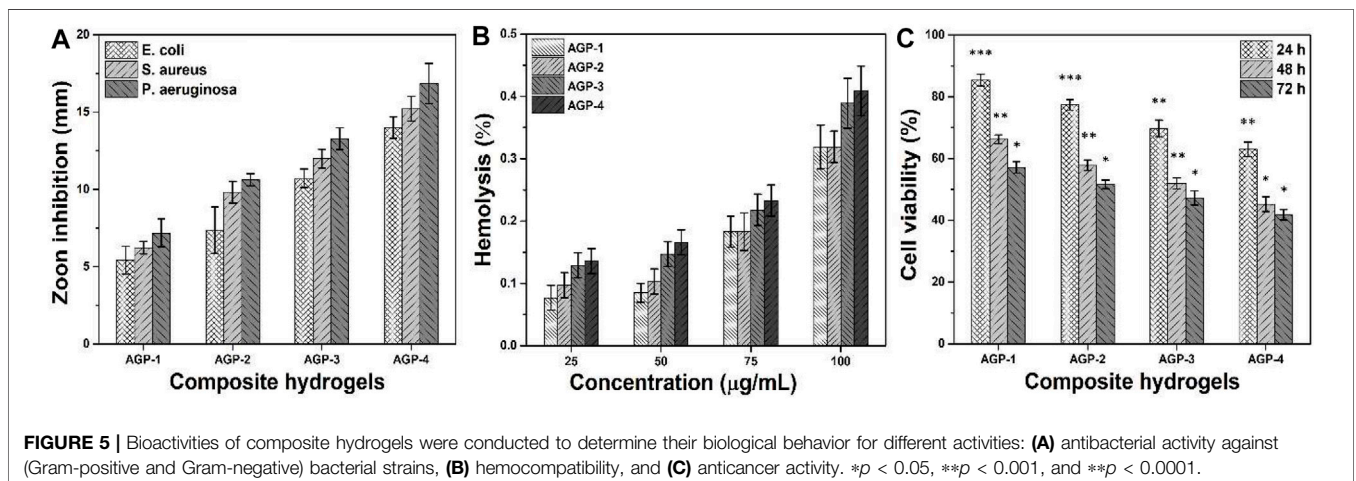 A
E. coli
S. aureus
P. aeruginosa
Zoon inhibition (mm)
20
15
10
5
0
AGP-1 AGP-2 AGP-3 AGP-4
Composite hydrogels
B
AGP-1
AGP-2
AGP-3
AGP-4
Hemolysis (%)
0.5
0.4
0.3
0.2
0.1
0.0
25 50 75 100
Concentration (µg/mL)
C
24 h
48 h
72 h
Cell viability (%)
100
80
60
40
20
0
*** ** *
*** ** *
** ** *
** * *
AGP-1 AGP-2 AGP-3 AGP-4
Composite hydrogels
FIGURE 5 | Bioactivities of composite hydrogels were conducted to determine their biological behavior for different activities: (A) antibacterial activity against
(Gram-positive and Gram-negative) bacterial strains, (B) hemocompatibility, and (C) anticancer activity. *p < 0.05, **p < 0.001, and **p < 0.0001.